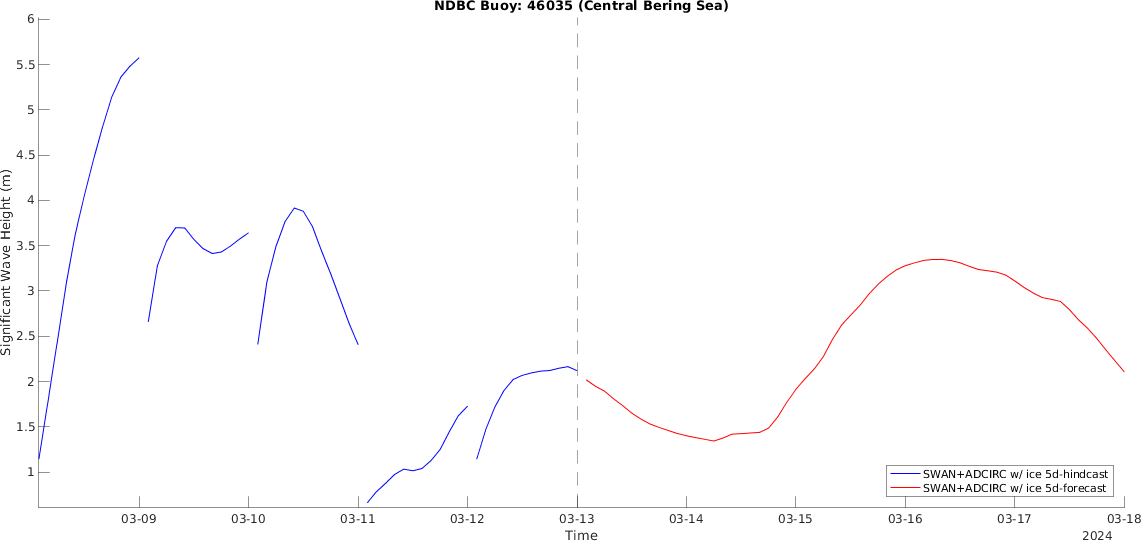 NDBC Buoy: 46035 (Central Bering Sea)
6
5.5
5
4.5
4
3.5
3
2.5
2
1.5
1
Significant Wave Height (m)
SWAN+ADCIRC w/ ice 5d-hindcast
SWAN+ADCIRC w/ ice 5d-forecast
03-09 03-10 03-11 03-12 03-13 03-14 03-15 03-16 03-17 03-18
Time
2024